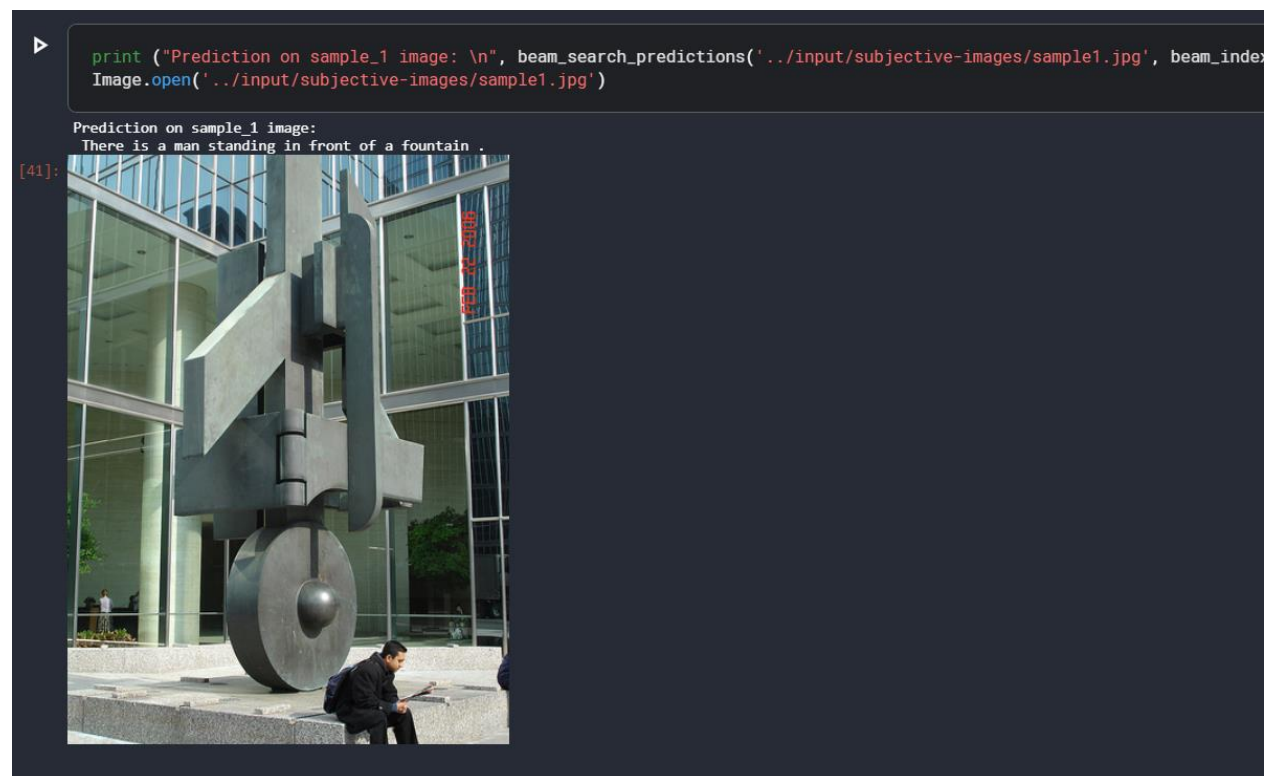 print ("Prediction on sample_1 image: \n", beam_search_predictions('../input/subjective-images/sample1.jpg', beam_index
Image.open('../input/subjective-images/sample1.jpg')
Prediction on sample_1 image:
There is a man standing in front of a fountain .
[41]:
FEB 22 2008